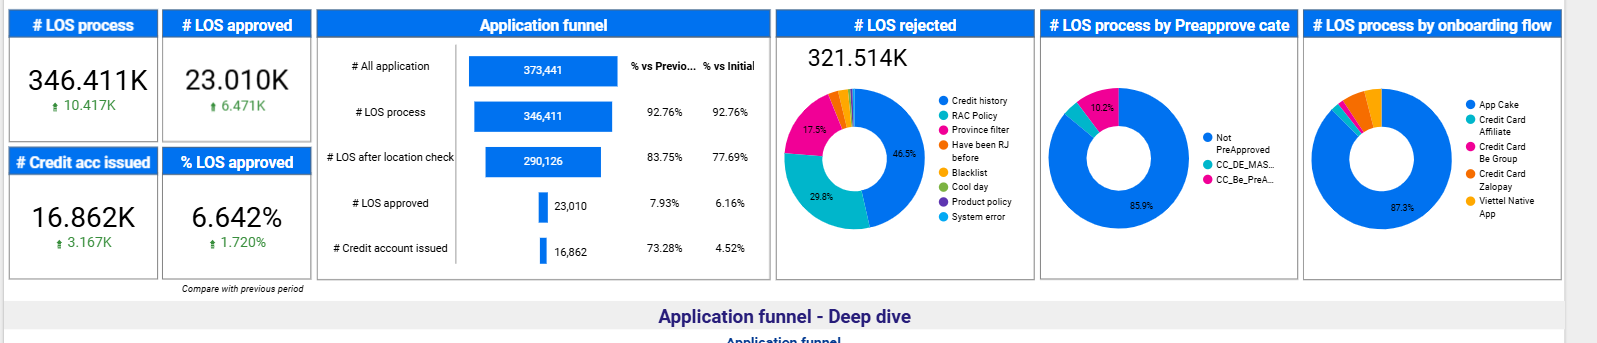 # LOS process
346.411K
10.417K
# LOS approved
23.010K
6.471K
# Credit acc issued
16.862K
3.167K
% LOS approved
6.642%
1.720%
Compare with previous period
Application funnel
% vs Previo... % vs Initial
# All application 373,441
# LOS process 346,411 92.76% 92.76%
# LOS after location check 290,126 83.75% 77.69%
# LOS approved 23,010 7.93% 6.16%
# Credit account issued 16,862 73.28% 4.52%
# LOS rejected
321.514K
46.5%
29.8%
17.5%
Credit history
RAC Policy
Province filter
Have been RJ
before
Blacklist
Cool day
Product policy
System error
# LOS process by Preapprove cate
10.2%
85.9%
Not
PreApproved
CC_DE_MAS...
CC_Be_PreA...
# LOS process by onboarding flow
87.3%
App Cake
Credit Card
Affiliate
Credit Card
Be Group
Credit Card
Zalopay
Viettel Native
App
Application funnel - Deep dive
Application funnel